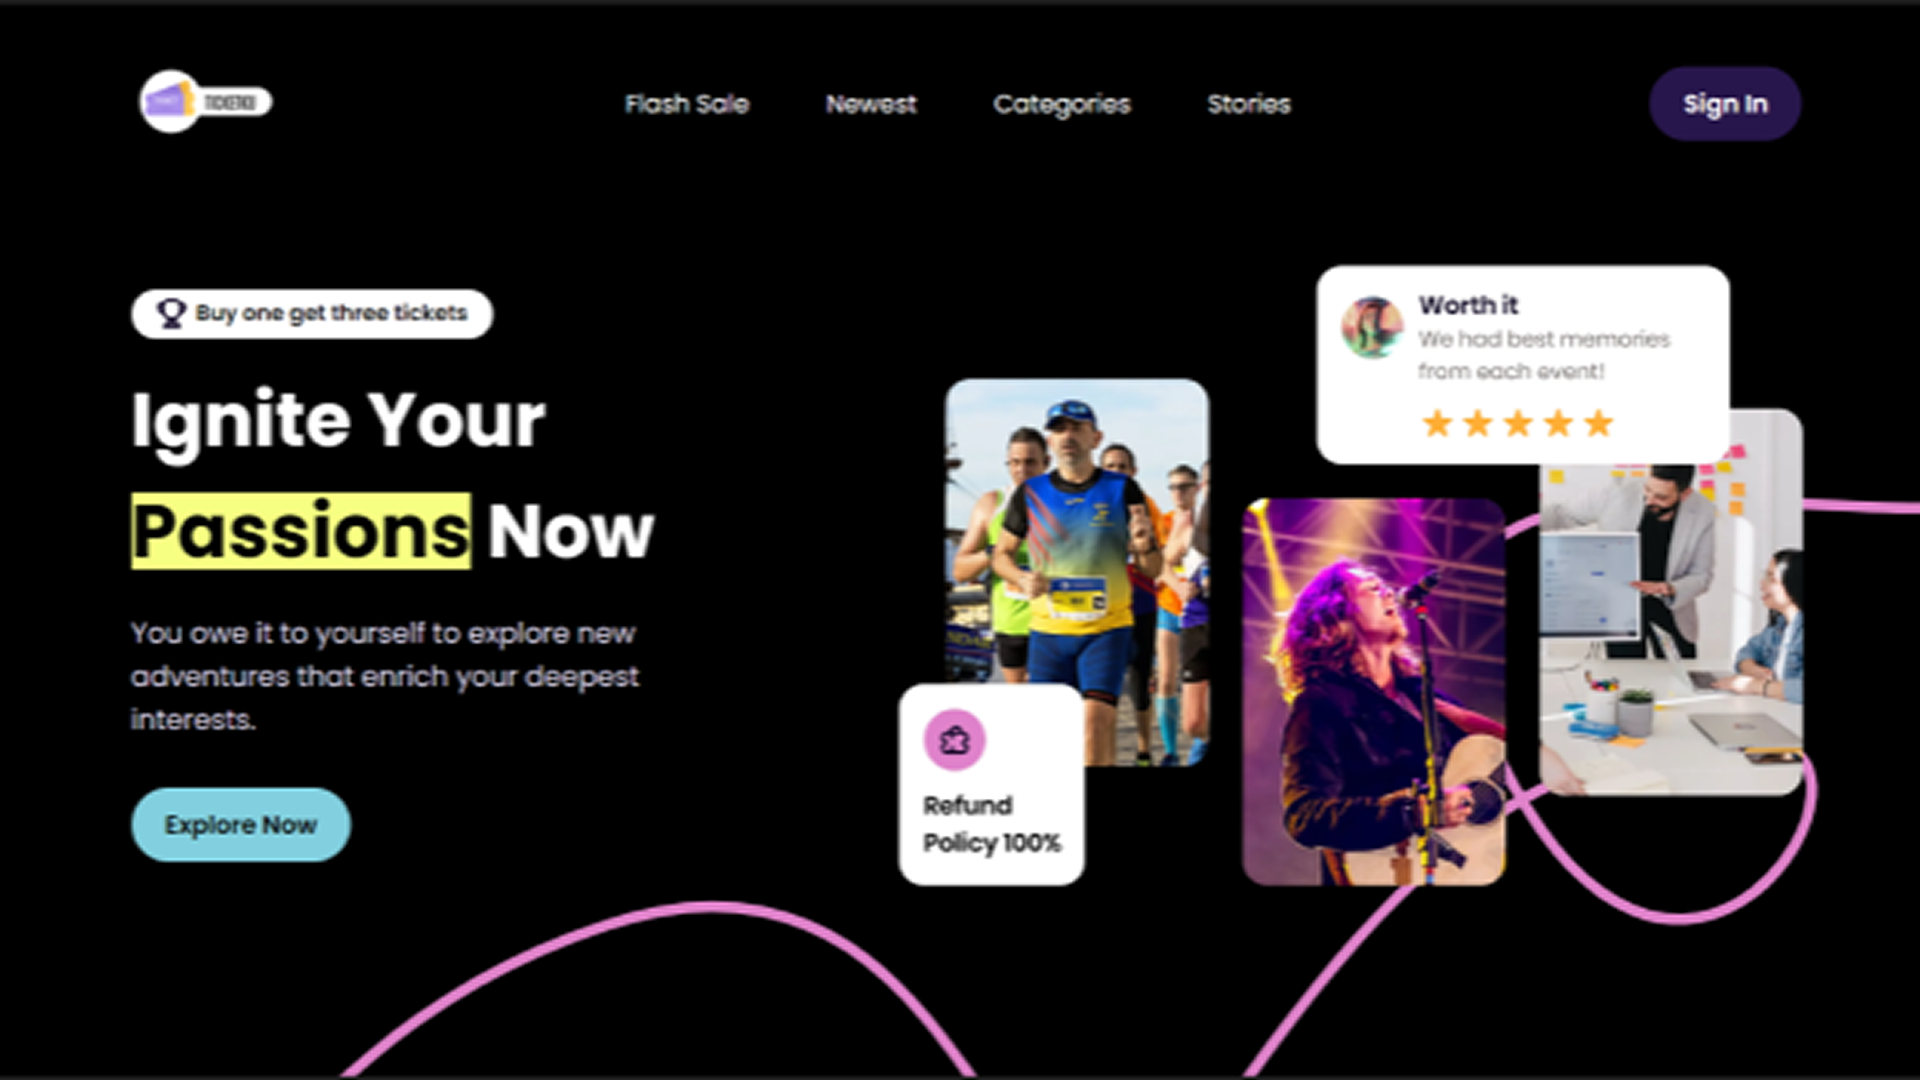 TICKETKU
Flash Sale
Newest
Categories
Stories
Sign In
Buy one get three tickets
Ignite Your
Passions Now
You owe it to yourself to explore new
adventures that enrich your deepest
interests.
Explore Now
Worth it
We had best memories
from each event!
Refund
Policy 100%